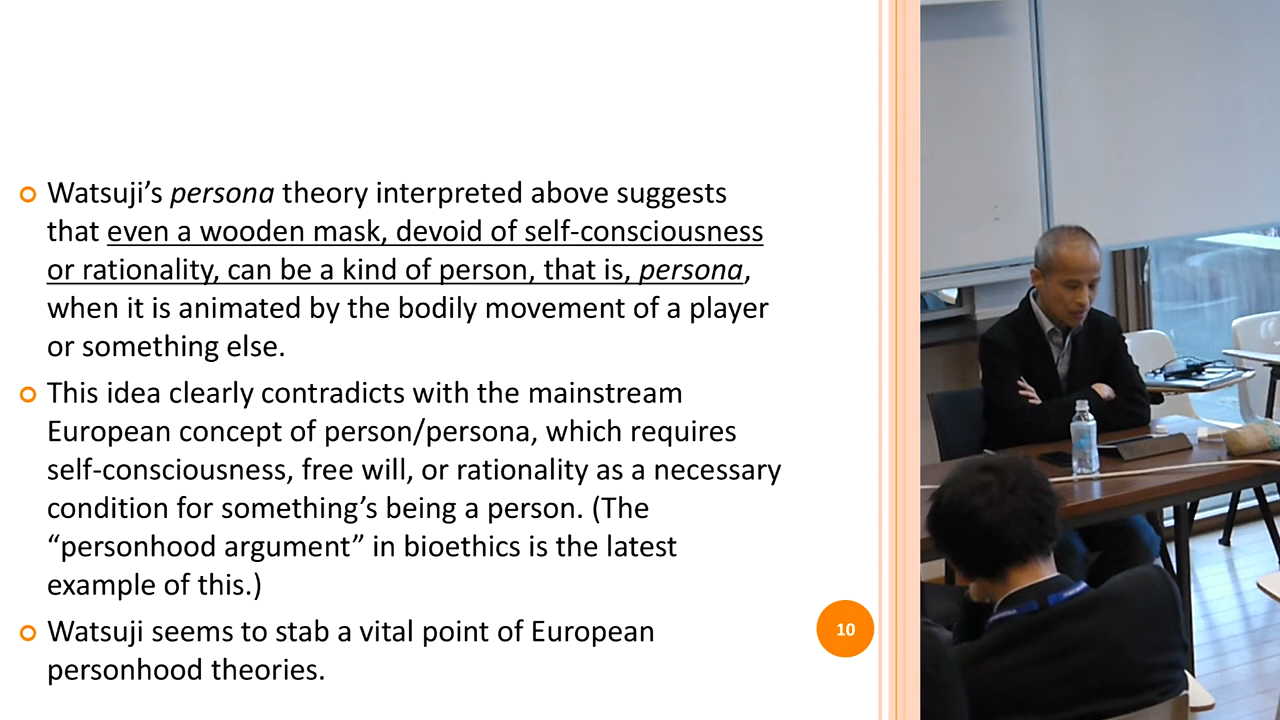 Watsuji’s persona theory interpreted above suggests
that even a wooden mask, devoid of self-consciousness
or rationality, can be a kind of person, that is, persona,
when it is animated by the bodily movement of a player
or something else.
This idea clearly contradicts with the mainstream
European concept of person/persona, which requires
self-consciousness, free will, or rationality as a necessary
condition for something’s being a person. (The
“personhood argument” in bioethics is the latest
example of this.)
Watsuji seems to stab a vital point of European
personhood theories.
10